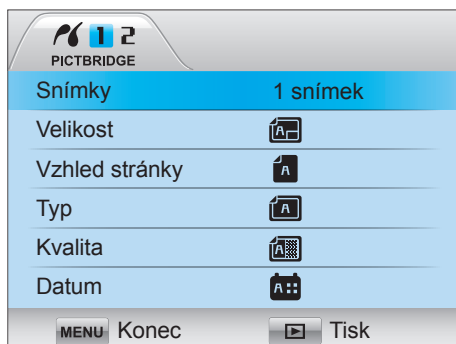 1 2
PICTBRIDGE
Snímky 1 snímek
Velikost A
Vzhled stránky A
Typ A
Kvalita A
Datum A
MENU Konec Tisk